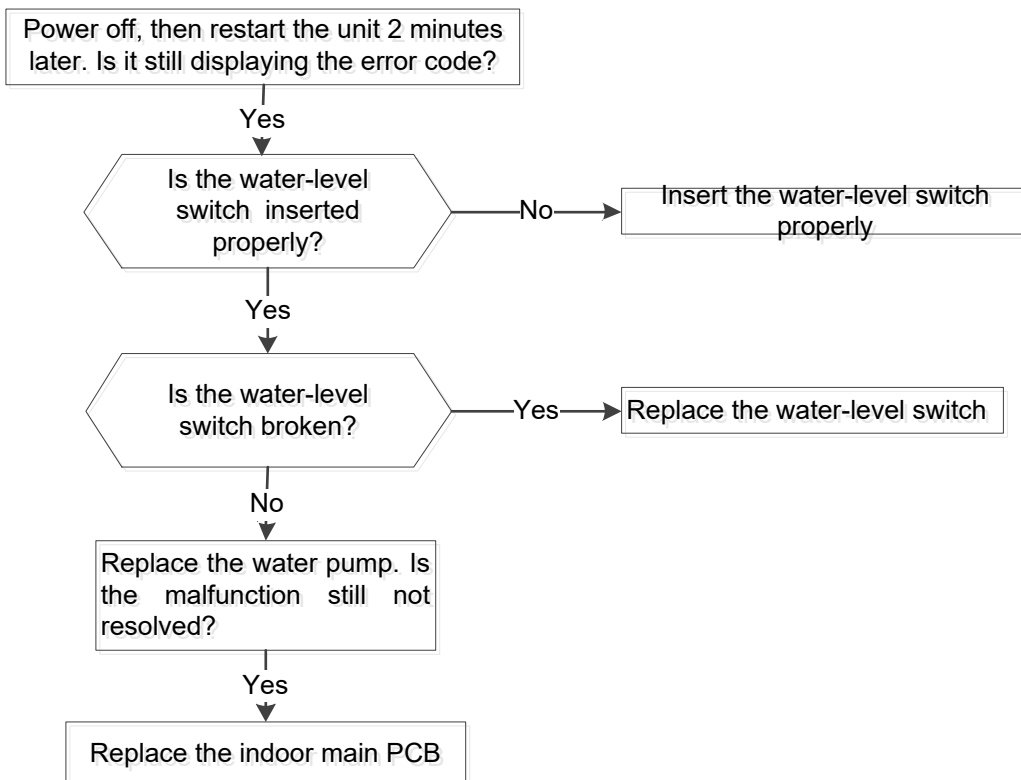 Power off, then restart the unit 2 minutes
later. Is it still displaying the error code?
Yes
Is the water-level
switch inserted
properly?
No
Insert the water-level switch
properly
Yes
Is the water-level
switch broken?
Yes
Replace the water-level switch
No
Replace the water pump. Is
the malfunction still not
resolved?
Yes
Replace the indoor main PCB